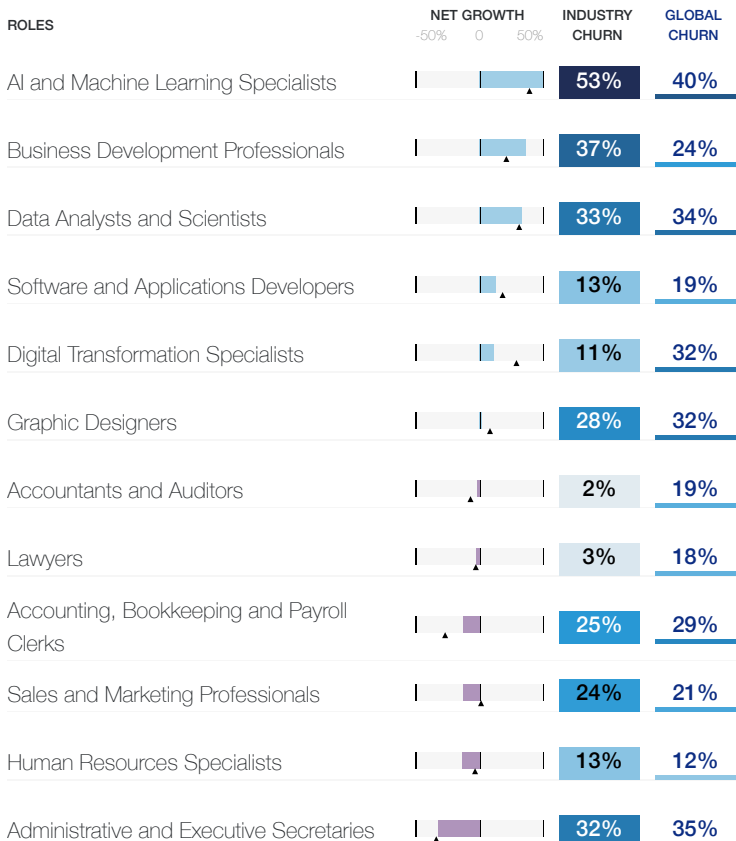 ROLES
NET GROWTH
-50% 0 50%
INDUSTRY
CHURN
GLOBAL
CHURN
AI and Machine Learning Specialists 53% 40%
Business Development Professionals 37% 24%
Data Analysts and Scientists 33% 34%
Software and Applications Developers 13% 19%
Digital Transformation Specialists 11% 32%
Graphic Designers 28% 32%
Accountants and Auditors 2% 19%
Lawyers 3% 18%
Accounting, Bookkeeping and Payroll
Clerks 25% 29%
Sales and Marketing Professionals 24% 21%
Human Resources Specialists 13% 12%
Administrative and Executive Secretaries 32% 35%